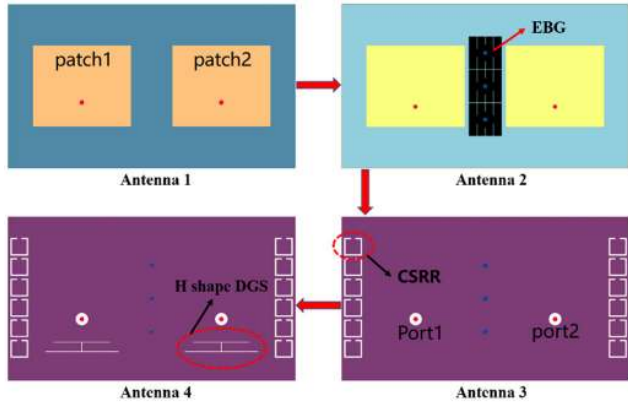 patch1 patch2
Antenna 1
EBG
Antenna 2
H shape DGS
Antenna 4
CSRR
Port1 port2
Antenna 3